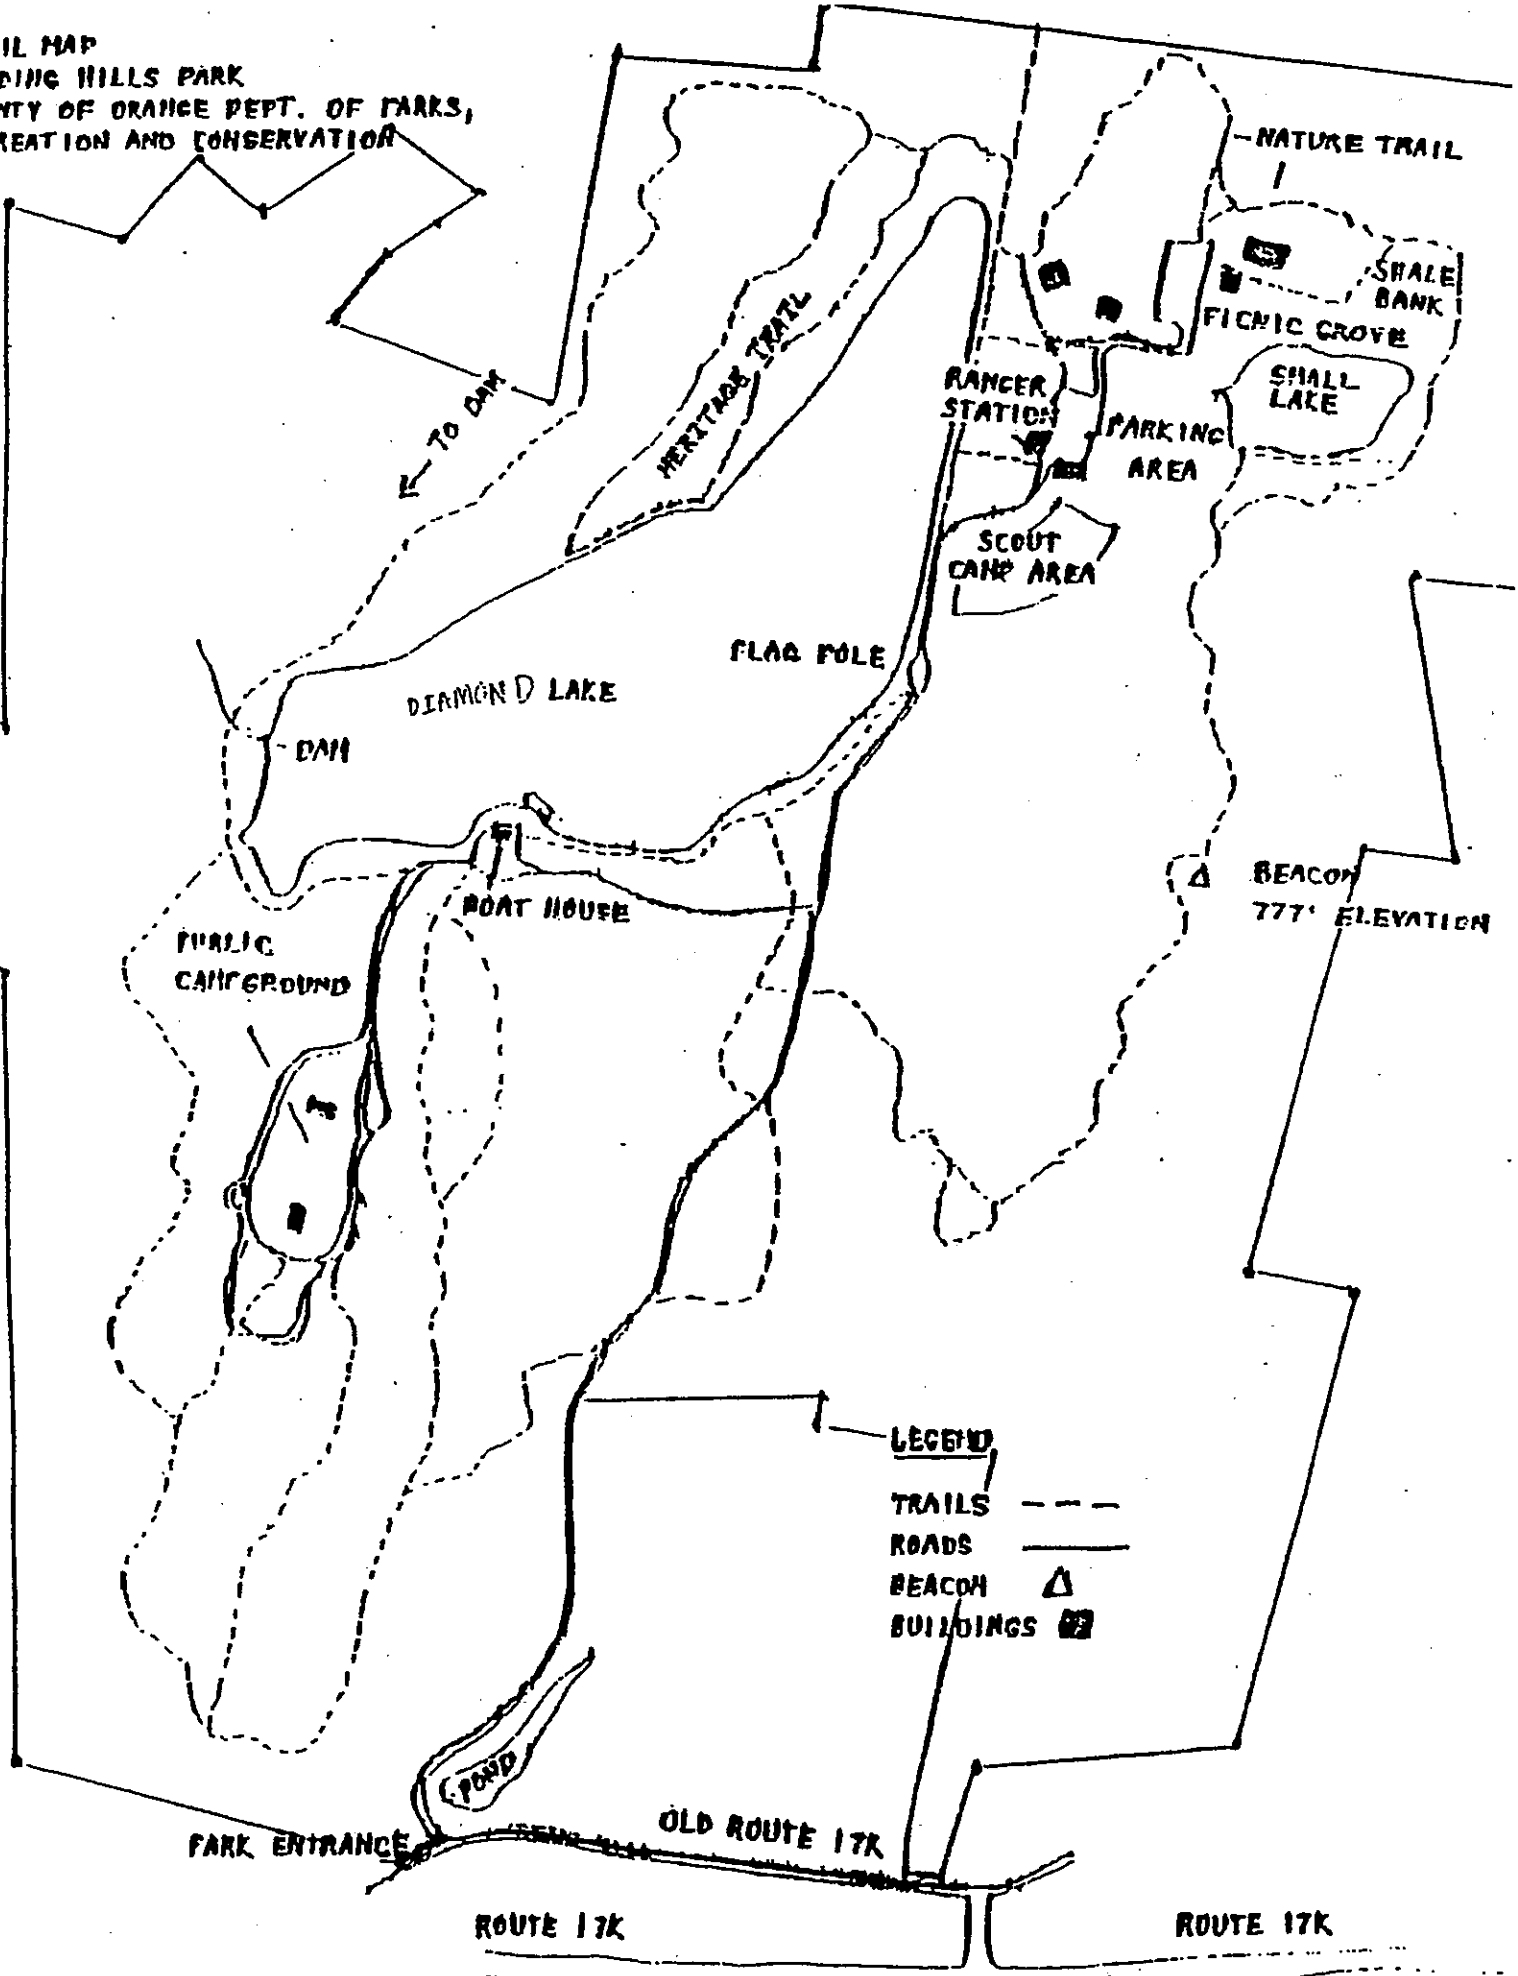 IL MAP
DING HILLS PARK
NTY OF ORANGE DEPT. OF PARKS,
REATION AND CONSERVATION
NATURE TRAIL
SHALE
BANK
PICNIC GROVE
SMALL
LAKE
RANGER
STATION
PARKING
AREA
HERITAGE TRAIL
TO DAM
SCOUT
CAMP AREA
FLAG POLE
DIAMOND LAKE
DAM
BOAT HOUSE
BEACON
777' ELEVATION
PUBLIC
CAMPGROUND
LEGEND
TRAILS
ROADS
BEACON
BUILDINGS
POND
PARK ENTRANCE
OLD ROUTE 17K
ROUTE 17K
ROUTE 17K